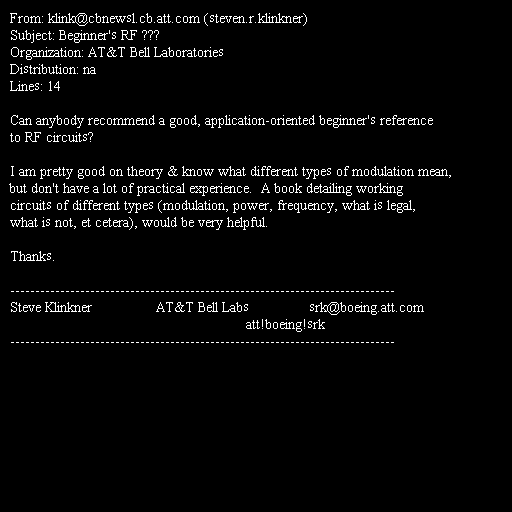 From: klink@cbnewsl.cb.att.com (steven.r.klinkner)
Subject: Beginner's RF ???
Organization: AT&T Bell Laboratories
Distribution: na
Lines: 14

Can anybody recommend a good, application-oriented beginner's reference
to RF circuits?

I am pretty good on theory & know what different types of modulation mean,
but don't have a lot of practical experience.  A book detailing working
circuits of different types (modulation, power, frequency, what is legal,
what is not, et cetera), would be very helpful.

Thanks.

-----------------------------------------------------------------------------
Steve Klinkner                  AT&T Bell Labs                 srk@boeing.att.com
att!boeing!srk
-----------------------------------------------------------------------------